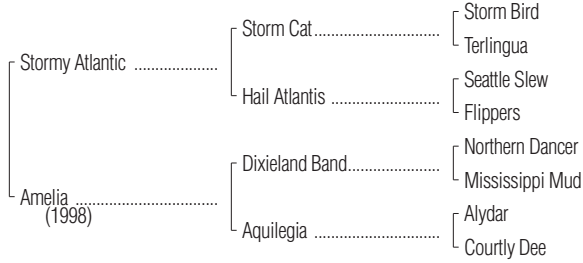 Storm Bird
Storm Cat
Terlingua
Stormy Atlantic
Seattle Slew
Hail Atlantis
Flippers
Northern Dancer
Dixieland Band
Mississippi Mud
Amelia
(1998)
Alydar
Aquilegia
Courtly Dee